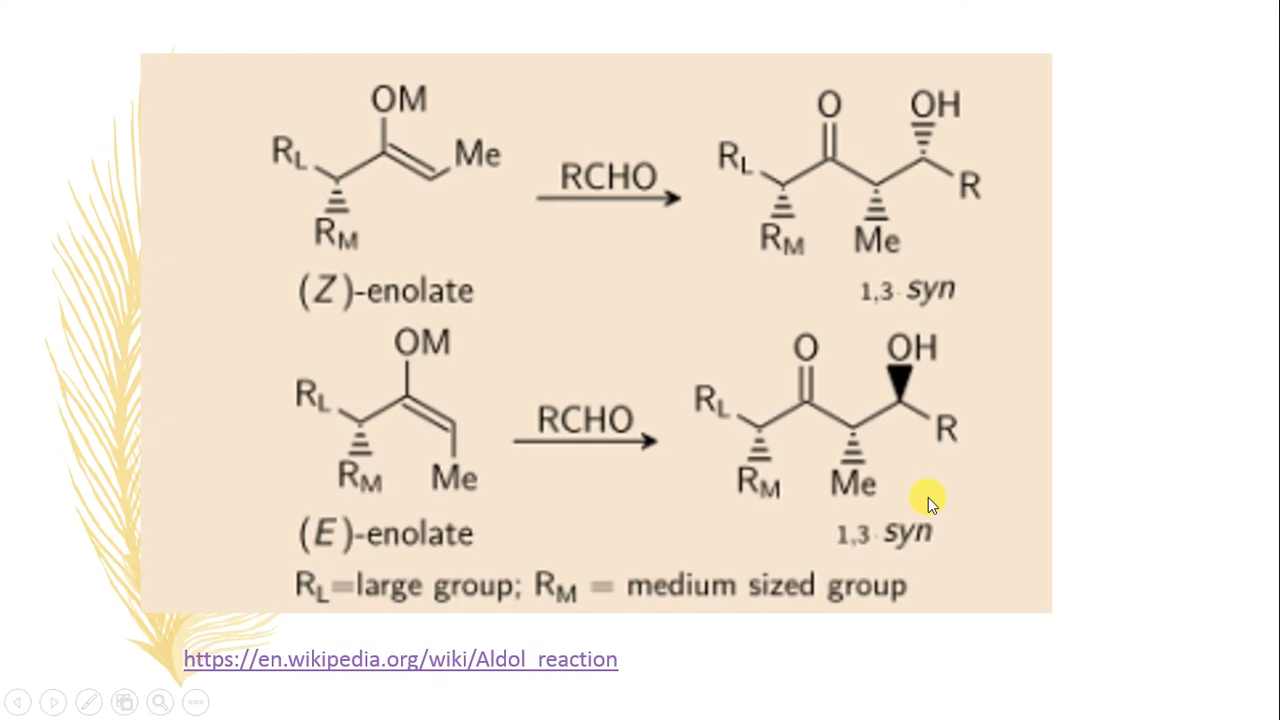 OM
R_L
Me
R_M
RCHO
O
OH
R_L
R
R_M
Me
(Z)-enolate
1,3- syn
OM
R_L
R_M
Me
RCHO
O
OH
R_L
R
R_M
Me
(E)-enolate
1,3- syn
R_L=large group; R_M = medium sized group
https://en.wikipedia.org/wiki/Aldol_reaction